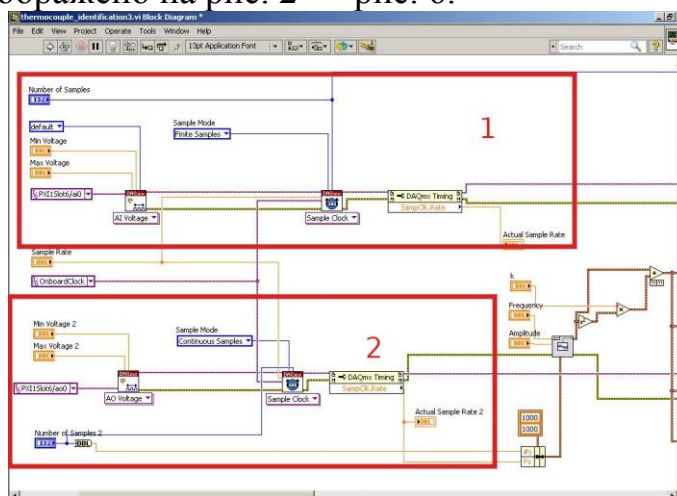 ображено на рис. 2 — рис. 6.
thermocouple_identification3.vi Block Diagram *
File Edit View Project Operate Tools Window Help
13pt Application Font
Search
Number of Samples
1
default
Sample Mode
Finite Samples
Min Voltage
Max Voltage
PXI1Slot6/ai0
DAQmx Timing
SampClk.Rate
AI Voltage
Sample Clock
Actual Sample Rate
DBL
Sample Rate
DBL
OnboardClock
k
Frequency
Amplitude
Min Voltage 2
Max Voltage 2
Sample Mode
Continuous Samples
2
PXI1Slot6/ao0
DAQmx Timing
SampClk.Rate
AO Voltage
Sample Clock
Actual Sample Rate 2
DBL
Number of Samples 2
DBL
1000
1000
#s
Fs